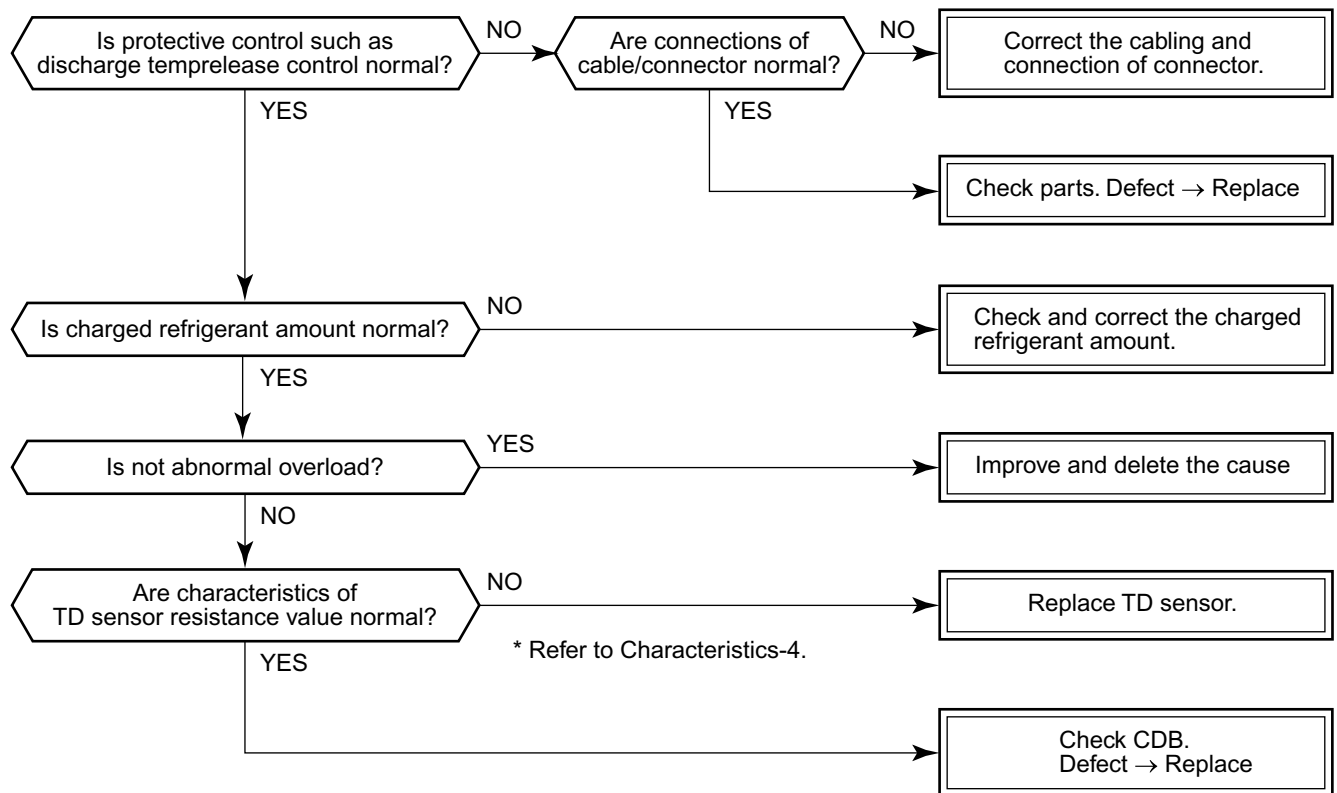 Is protective control such as
discharge temprelease control normal?
NO
Are connections of
cable/connector normal?
NO
Correct the cabling and
connection of connector.
YES
YES
Check parts. Defect → Replace
Is charged refrigerant amount normal?
NO
Check and correct the charged
refrigerant amount.
YES
Is not abnormal overload?
YES
Improve and delete the cause
NO
Are characteristics of
TD sensor resistance value normal?
NO
Replace TD sensor.
* Refer to Characteristics-4.
YES
Check CDB.
Defect → Replace